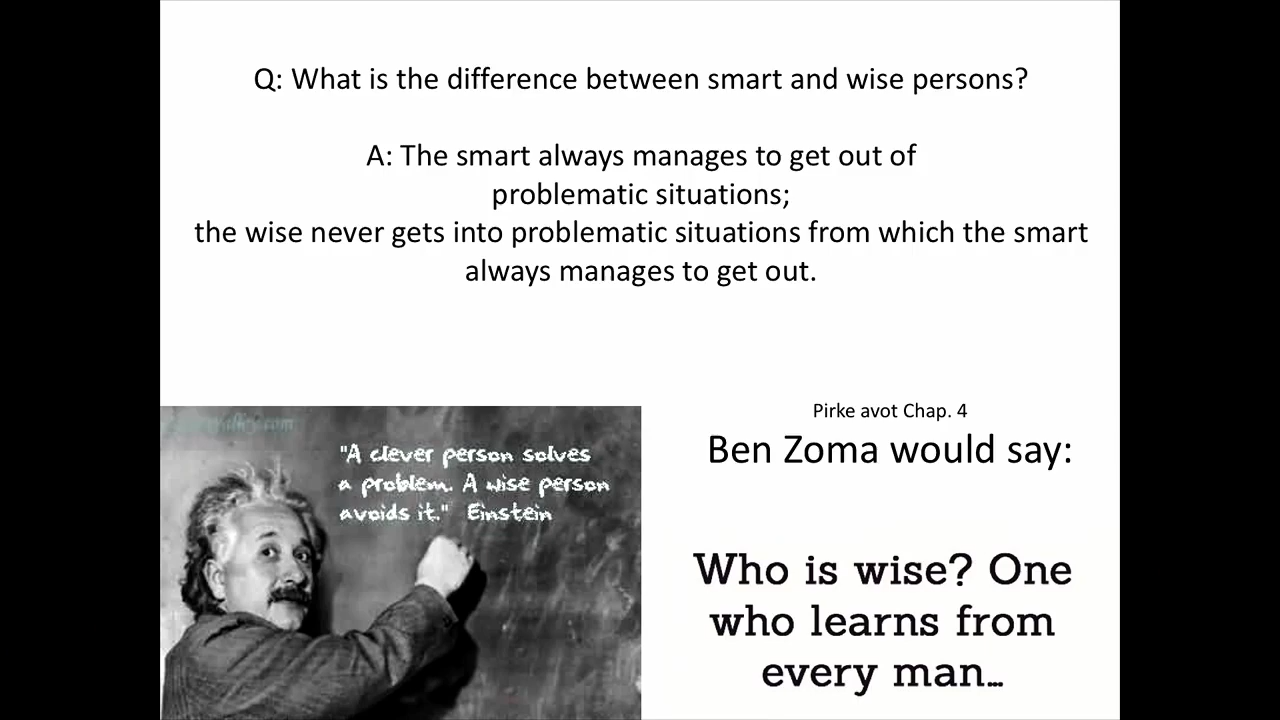 Q: What is the difference between smart and wise persons?
A: The smart always manages to get out of
problematic situations;
the wise never gets into problematic situations from which the smart
always manages to get out.
"A clever person solves
a problem. A wise person
avoids it." Einstein
Pirke avot Chap. 4
Ben Zoma would say:
Who is wise? One
who learns from
every man...